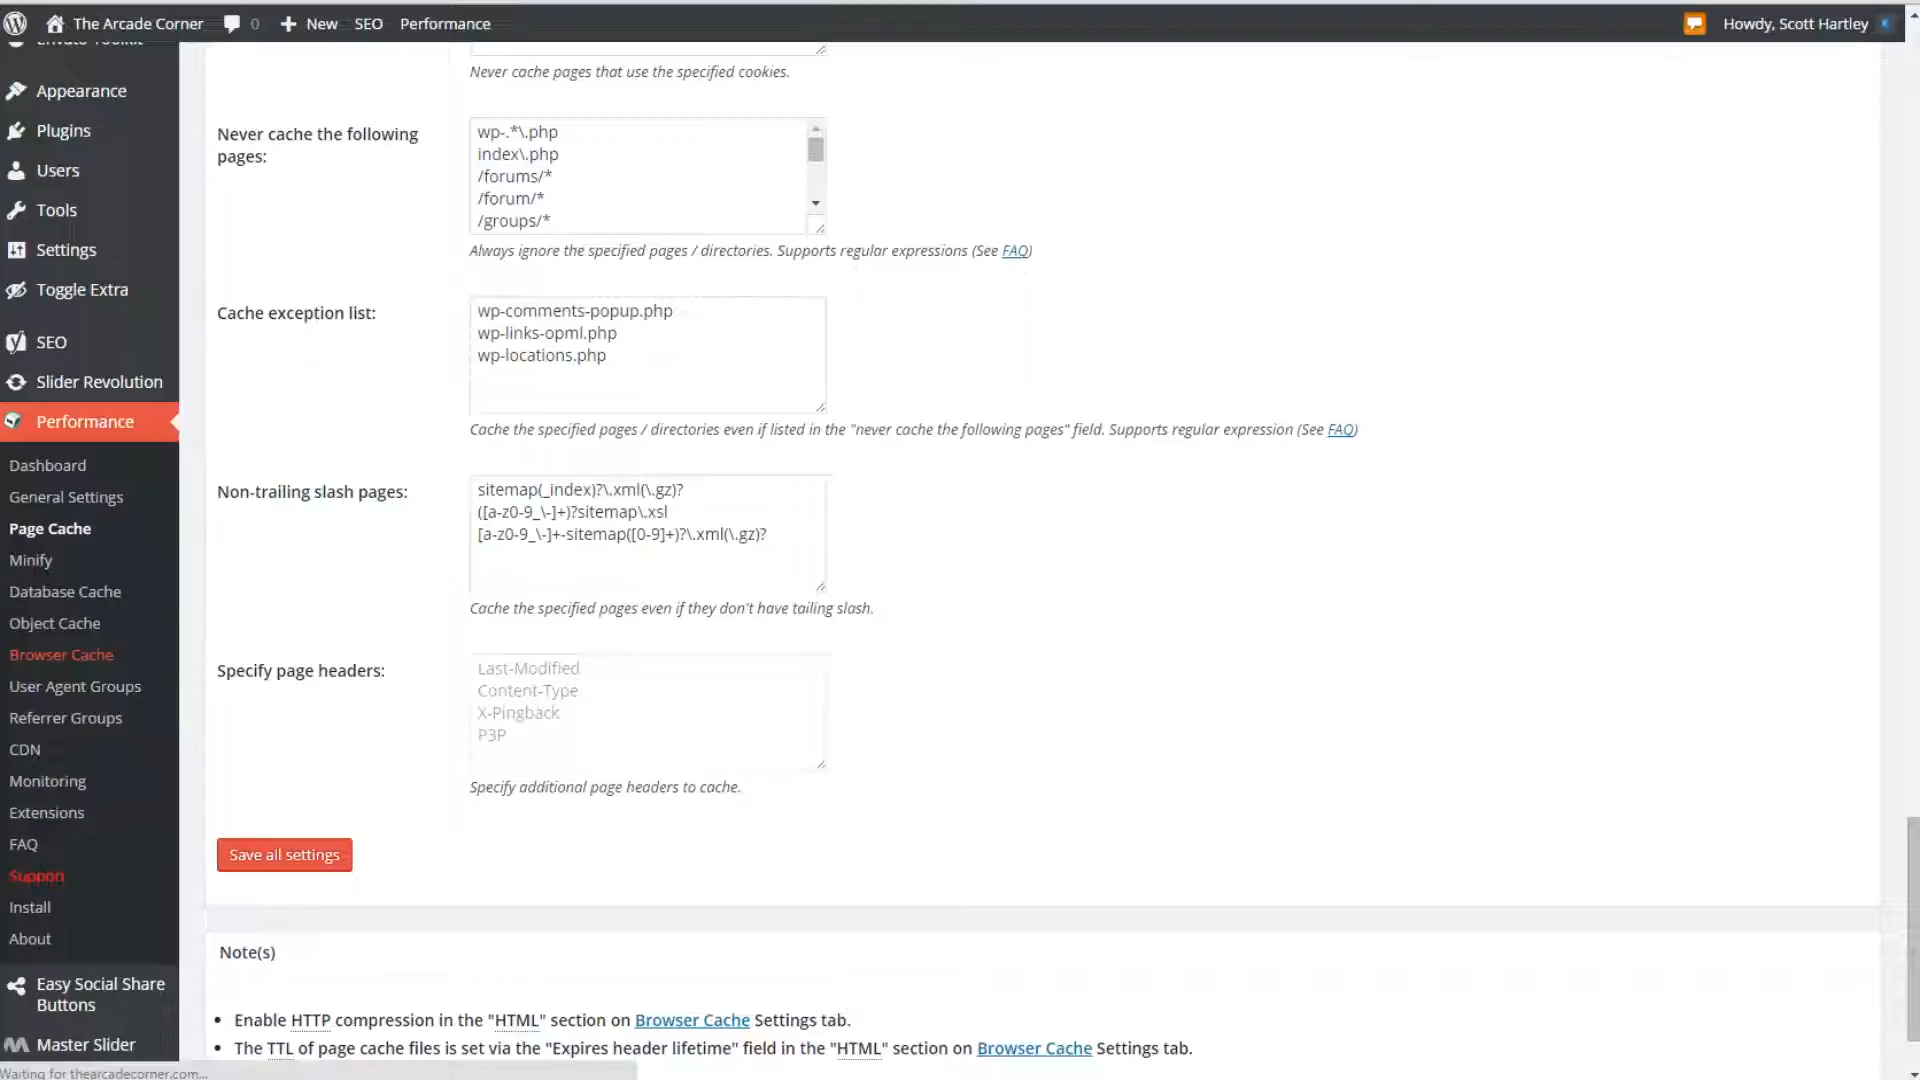 The Arcade Corner
0
New
SEO
Performance
Howdy, Scott Hartley
Envato Toolkit
Appearance
Plugins
Users
Tools
Settings
Toggle Extra
SEO
Slider Revolution
Performance
Dashboard
General Settings
Page Cache
Minify
Database Cache
Object Cache
Browser Cache
User Agent Groups
Referrer Groups
CDN
Monitoring
Extensions
FAQ
Support
Install
About
Easy Social Share
Buttons
Master Slider
Never cache pages that use the specified cookies.
Never cache the following
pages:
wp-.*\.php
index\.php
/forums/*
/forum/*
/groups/*
Always ignore the specified pages / directories. Supports regular expressions (See FAQ)
Cache exception list:
wp-comments-popup.php
wp-links-opml.php
wp-locations.php
Cache the specified pages / directories even if listed in the "never cache the following pages" field. Supports regular expression (See FAQ)
Non-trailing slash pages:
sitemap(_index)?\.xml(\.gz)?
([a-z0-9_\-]+)?sitemap\.xsl
[a-z0-9_\-]+-sitemap([0-9]+)?\.xml(\.gz)?
Cache the specified pages even if they don't have tailing slash.
Specify page headers:
Last-Modified
Content-Type
X-Pingback
P3P
Specify additional page headers to cache.
Save all settings
Note(s)
• Enable HTTP compression in the "HTML" section on Browser Cache Settings tab.
• The TTL of page cache files is set via the "Expires header lifetime" field in the "HTML" section on Browser Cache Settings tab.
Waiting for thearcadecorner.com...